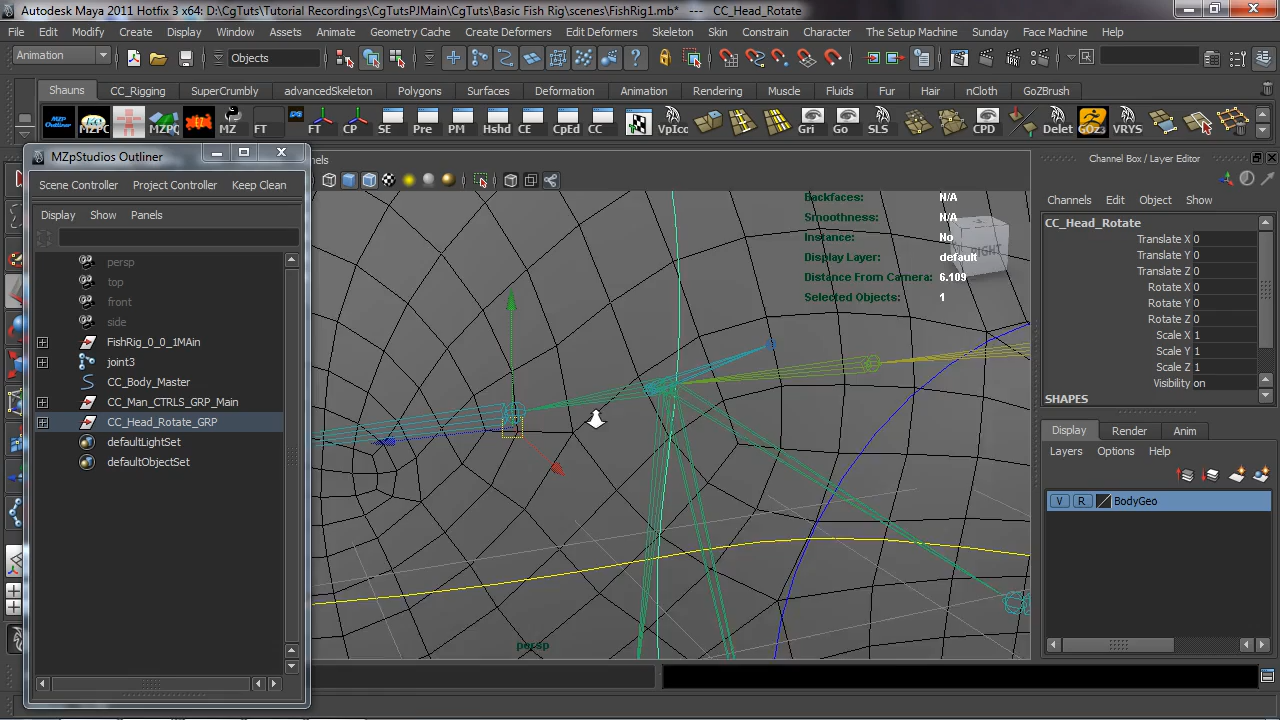 Autodesk Maya 2011 Hotfix 3 x64: D:\CgTuts\Tutorial Recordings\CgTutsPJMain\CgTuts\Basic Fish Rig\scenes\FishRig1.mb* --- CC_Head_Rotate
File Edit Modify Create Display Window Assets Animate Geometry Cache Create Deformers Edit Deformers Skeleton Skin Constrain Character The Setup Machine Sunday Face Machine Help
Animation Objects
Shauns CC_Rigging SuperCrumbly advancedSkeleton Polygons Surfaces Deformation Animation Rendering Muscle Fluids Fur Hair nCloth GoZBrush
FT FT CP SE Pre PM Hshd CE CpEd CC VpIcc Gri Go SLS CPD Delet GOZ3 VRYS
MZpStudios Outliner
Scene Controller Project Controller Keep Clean
Display Show Panels
persp
top
front
side
FishRig_0_0_1MAin
joint3
CC_Body_Master
CC_Man_CTRLS_GRP_Main
CC_Head_Rotate_GRP
defaultLightSet
defaultObjectSet
nels
Backfaces: N/A
Smoothness: N/A
Instance: No
Display Layer: default
Distance From Camera: 6.109
Selected Objects: 1
RIGHT
persp
Channel Box / Layer Editor
Channels Edit Object Show
CC_Head_Rotate
Translate X 0
Translate Y 0
Translate Z 0
Rotate X 0
Rotate Y 0
Rotate Z 0
Scale X 1
Scale Y 1
Scale Z 1
Visibility on
SHAPES
Display Render Anim
Layers Options Help
V R BodyGeo